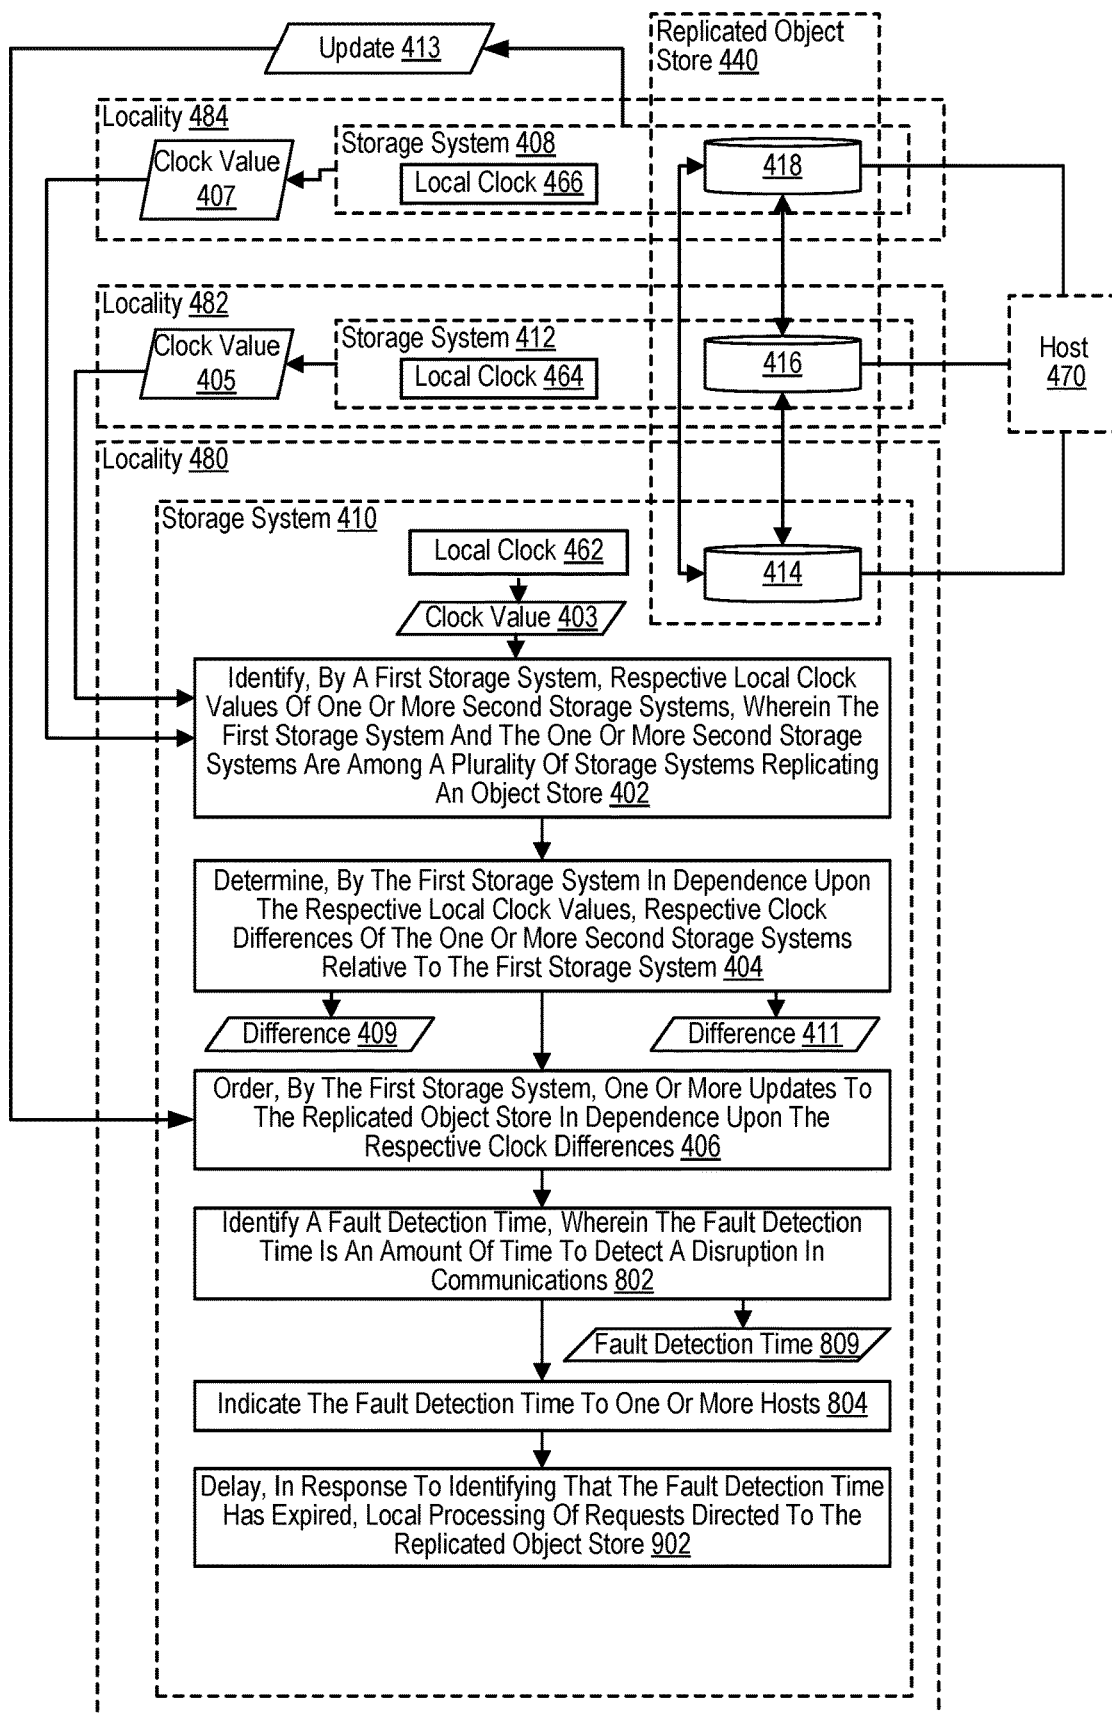 Update 413
Replicated Object
Store 440
Locality 484
Clock Value
407
Storage System 408
Local Clock 466
418
Locality 482
Clock Value
405
Storage System 412
Local Clock 464
416
Host
470
Locality 480
Storage System 410
Local Clock 462
414
Clock Value 403
Identify, By A First Storage System, Respective Local Clock
Values Of One Or More Second Storage Systems, Wherein The
First Storage System And The One Or More Second Storage
Systems Are Among A Plurality Of Storage Systems Replicating
An Object Store 402
Determine, By The First Storage System In Dependence Upon
The Respective Local Clock Values, Respective Clock
Differences Of The One Or More Second Storage Systems
Relative To The First Storage System 404
Difference 409
Difference 411
Order, By The First Storage System, One Or More Updates To
The Replicated Object Store In Dependence Upon The
Respective Clock Differences 406
Identify A Fault Detection Time, Wherein The Fault Detection
Time Is An Amount Of Time To Detect A Disruption In
Communications 802
Fault Detection Time 809
Indicate The Fault Detection Time To One Or More Hosts 804
Delay, In Response To Identifying That The Fault Detection Time
Has Expired, Local Processing Of Requests Directed To The
Replicated Object Store 902